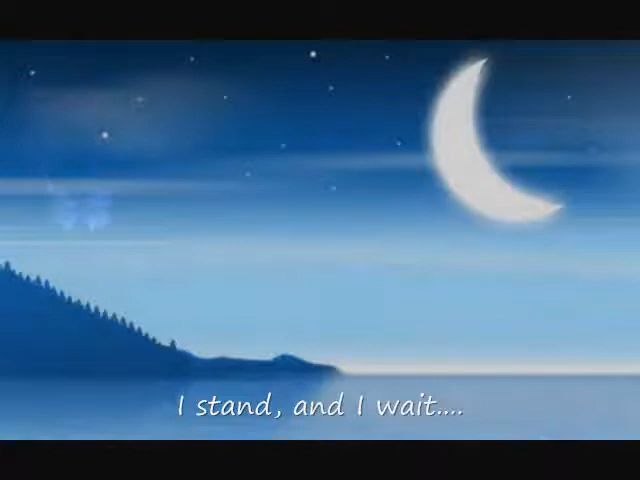 I stand, and I wait....